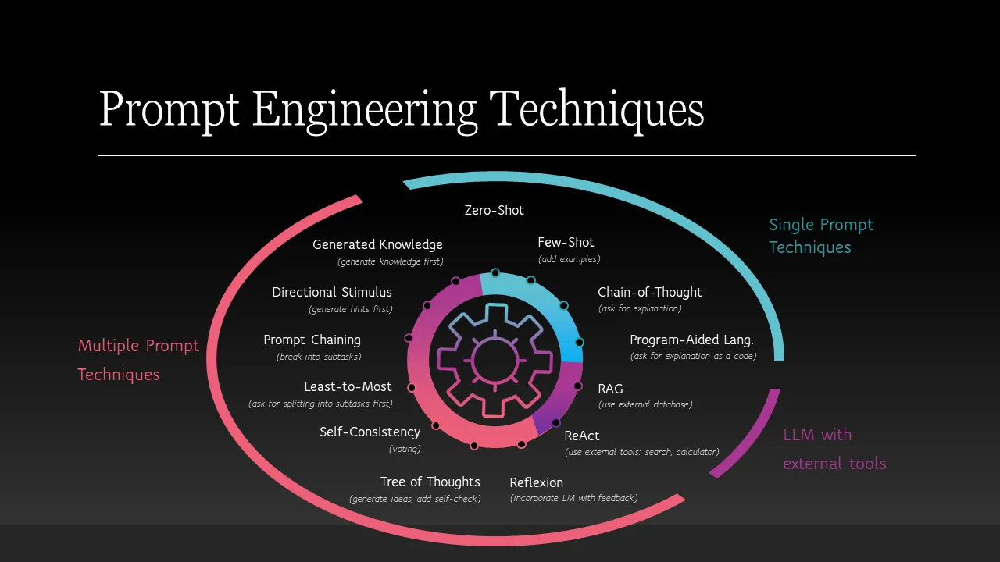 Prompt Engineering Techniques
Zero-Shot
Few-Shot
(add examples)
Chain-of-Thought
(ask for explanation)
Program-Aided Lang.
(ask for explanation as a code)
Single Prompt
Techniques
RAG
(use external database)
ReAct
(use external tools: search, calculator)
LLM with
external tools
Reflexion
(incorporate LM with feedback)
Tree of Thoughts
(generate ideas, add self-check)
Self-Consistency
(voting)
Least-to-Most
(ask for splitting into subtasks first)
Prompt Chaining
(break into subtasks)
Directional Stimulus
(generate hints first)
Generated Knowledge
(generate knowledge first)
Multiple Prompt
Techniques